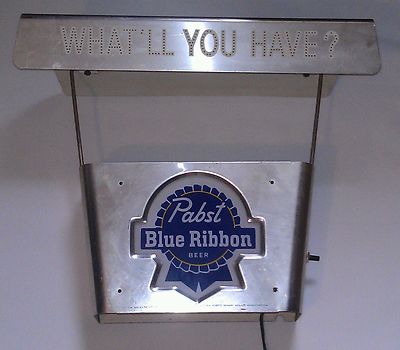 WHAT'LL YOU HAVE?
Pabst
Blue Ribbon
BEER